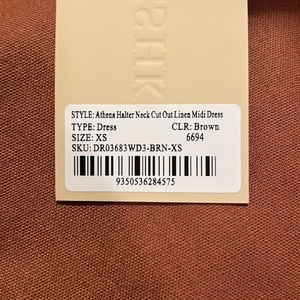 STYLE: Athena Halter Neck Cut Out Linen Midi Dress
TYPE: Dress CLR: Brown
SIZE: XS 6694
SKU: DR03683WD3-BRN-XS
9350536284575